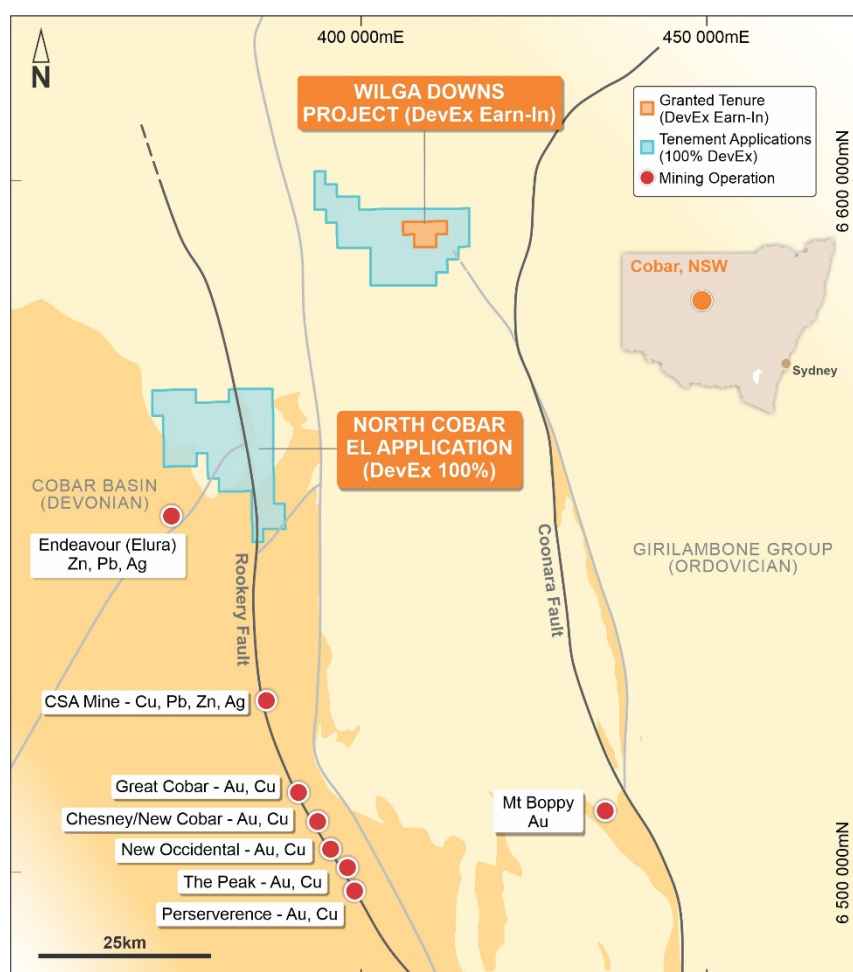 400 000mE
450 000mE
N
WILGA DOWNS
PROJECT (DevEx Earn-In)
Granted Tenure
(DevEx Earn-In)
Tenement Applications
(100% DevEx)
Mining Operation
6 600 000mN
Cobar, NSW
Sydney
NORTH COBAR
EL APPLICATION
(DevEx 100%)
COBAR BASIN
(DEVONIAN)
Endeavour (Elura)
Zn, Pb, Ag
Rookery Fault
Coonara Fault
GIRILAMBONE GROUP
(ORDOVICIAN)
CSA Mine - Cu, Pb, Zn, Ag
Great Cobar - Au, Cu
Chesney/New Cobar - Au, Cu
New Occidental - Au, Cu
The Peak - Au, Cu
Perserverence - Au, Cu
Mt Boppy
Au
6 500 000mN
25km